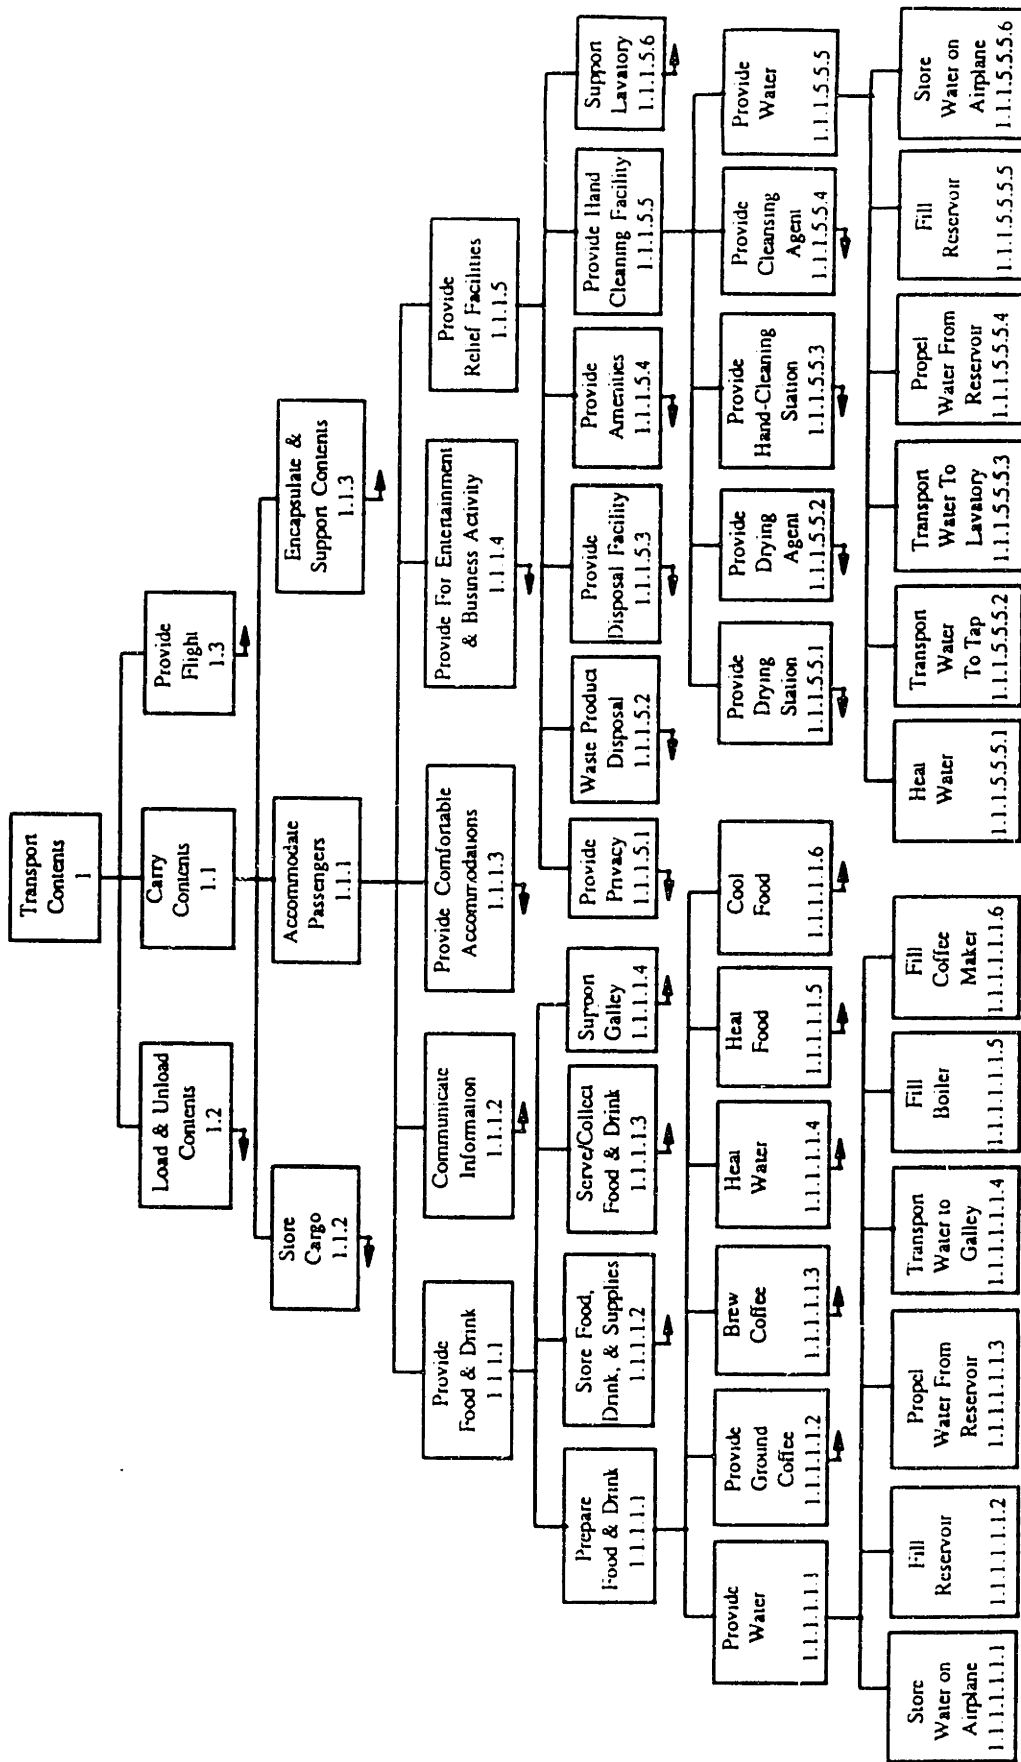 Transport
Contents
1
Load & Unload
Contents
1.2
Carry
Contents
1.1
Provide
Flight
1.3
Store
Cargo
1.1.2
Accommodate
Passengers
1.1.1
Encapsulate &
Support Contents
1.1.3
Provide
Food & Drink
1 1.1.1
Communicate
Information
1.1.1.2
Provide Comfortable
Accommodations
1.1.1.3
Provide For Entertainment
& Business Activity
1.1.1.4
Provide
Relief Facilities
1.1.1.5
Prepare
Food & Drink
1.1.1.1.1
Store Food,
Drink, & Supplies
1.1.1.1.2
Serve/Collect
Food & Drink
1.1.1.1.3
Support
Galley
1.1.1.1.4
Provide
Privacy
1.1.1.5.1
Waste Product
Disposal
1.1.1.5.2
Provide
Disposal Facility
1.1.1.5.3
Provide
Amenities
1.1.1.5.4
Provide Hand
Cleaning Facility
1.1.1.5.5
Support
Lavatory
1.1.1.5.6
Provide
Water
1.1.1.1.1.1
Provide
Ground
Coffee
1.1.1.1.1.2
Brew
Coffee
1.1.1.1.1.3
Heat
Water
1.1.1.1.1.4
Heat
Food
1.1.1.1.1.5
Cool
Food
1.1.1.1.1.6
Provide
Drying
Station
1.1.1.5.5.1
Provide
Drying
Agent
1.1.1.5.5.2
Provide
Hand-Cleaning
Station
1.1.1.5.5.3
Provide
Cleansing
Agent
1.1.1.5.5.4
Provide
Water
1.1.1.5.5.5
Store
Water on
Airplane
1.1.1.1.1.1.1
Fill
Reservoir
1.1.1.1.1.1.2
Propel
Water From
Reservoir
1.1.1.1.1.1.3
Transport
Water to
Galley
1.1.1.1.1.1.4
Fill
Boiler
1.1.1.1.1.1.5
Fill
Coffee
Maker
1.1.1.1.1.1.6
Heat
Water
1.1.1.5.5.5.1
Transport
Water
To Tap
1.1.1.5.5.5.2
Transport
Water To
Lavatory
1.1.1.5.5.5.3
Propel
Water From
Reservoir
1.1.1.5.5.5.4
Fill
Reservoir
1.1.1.5.5.5.5
Store
Water on
Airplane
1.1.1.5.5.5.6